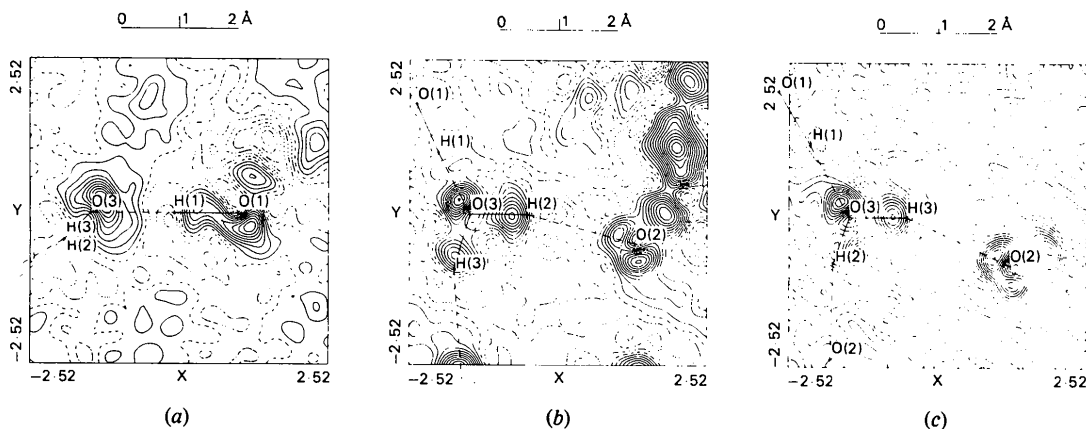 0 1 2 Å
2·52
Y
-2·52
O(3)
H(1)
O(1)
H(3)
H(2)
-2·52 X 2·52
(a)
0 1 2 Å
2·52
Y
-2·52
O(1)
H(1)
O(3)
H(2)
O(2)
H(3)
-2·52 X 2·52
(b)
0 1 2 Å
2·52
Y
-2·52
O(1)
H(1)
O(3)
H(3)
H(2)
O(2)
O(2)
-2·52 X 2·52
(c)